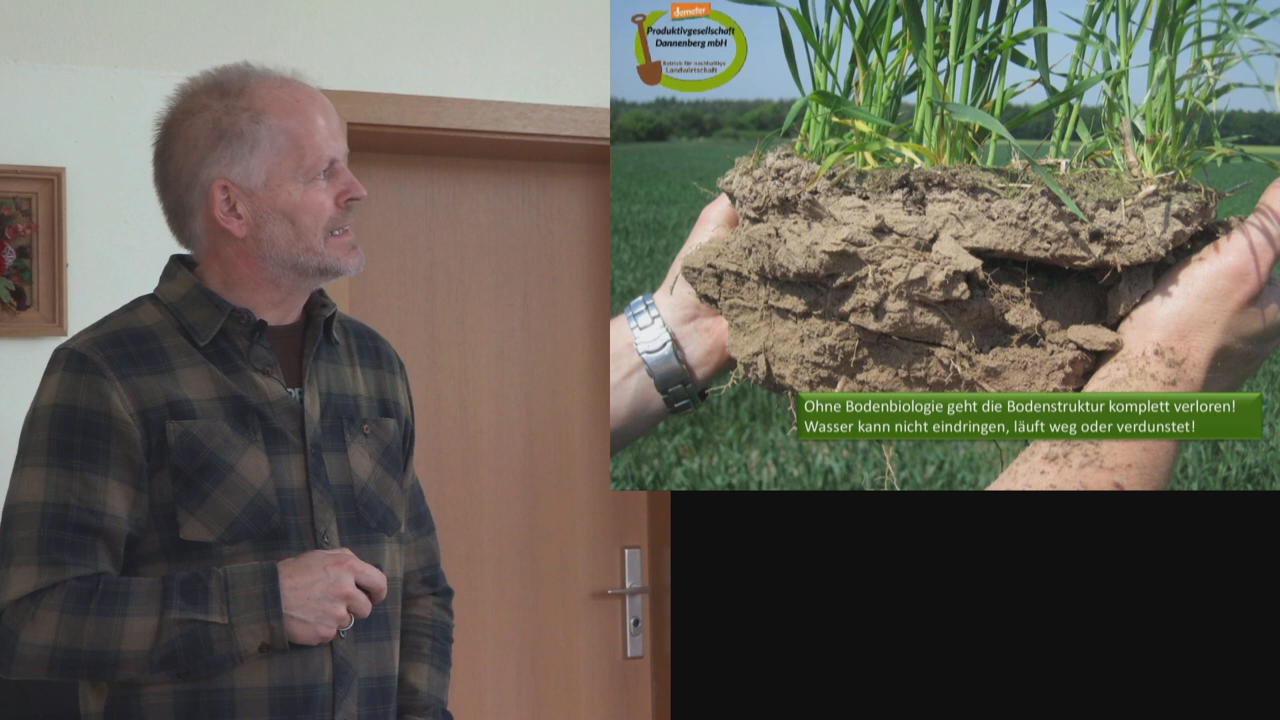 demeter
Produktivgesellschaft
Dannenberg mbH
Betrieb für nachhaltige
Landwirtschaft
Ohne Bodenbiologie geht die Bodenstruktur komplett verloren!
Wasser kann nicht eindringen, läuft weg oder verdunstet!